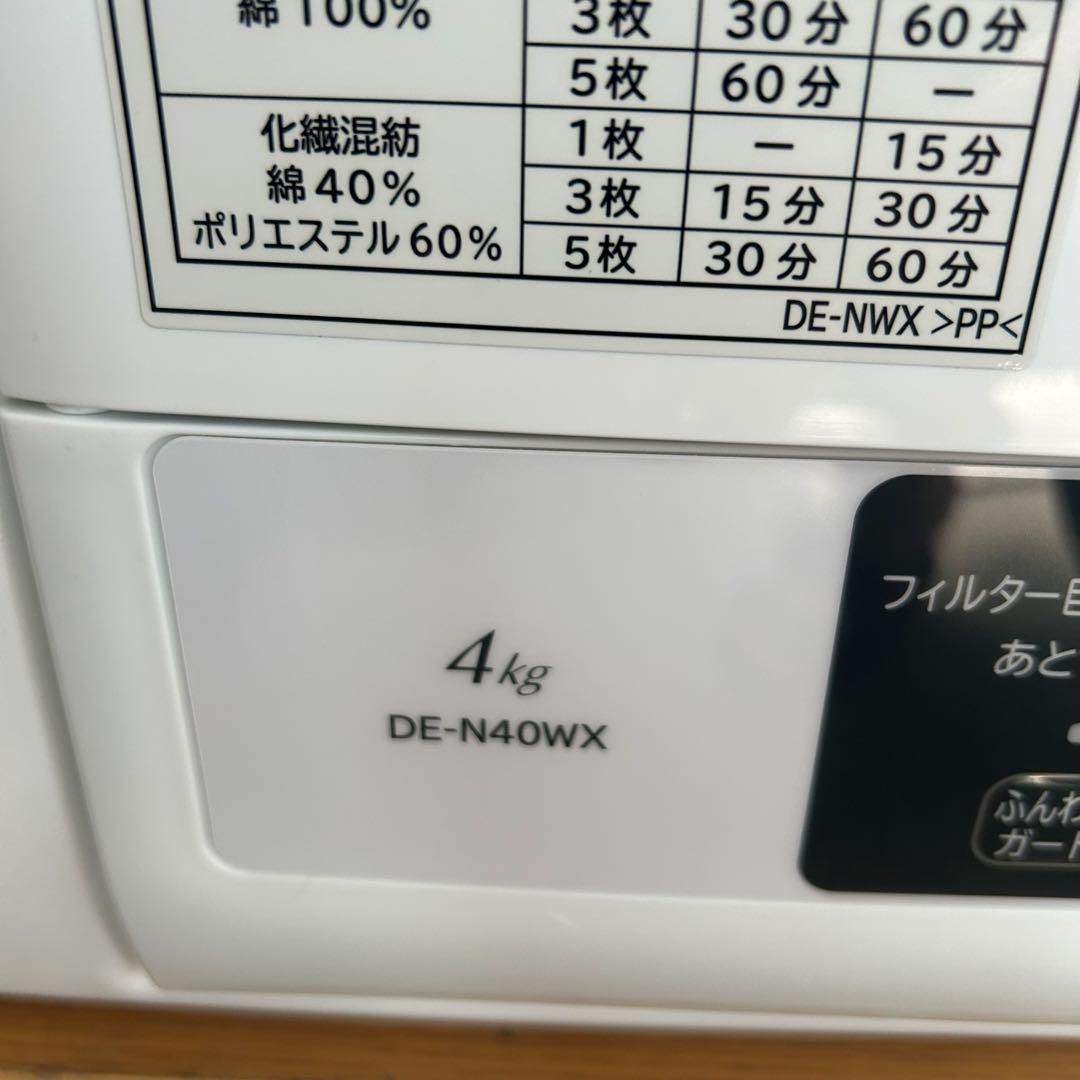 綿100% 3枚 30分 60分
5枚 60分 ー
化繊混紡 1枚 ー 15分
綿40% 3枚 15分 30分
ポリエステル60% 5枚 30分 60分
DE-NWX >PP<
フィルター
あと
4kg
DE-N40WX
ふんわ
ガード